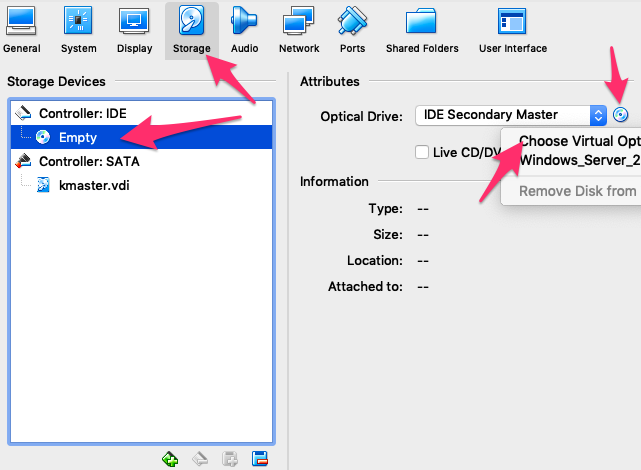 General System Display Storage Audio Network Ports Shared Folders User Interface
Storage Devices
Controller: IDE
Empty
Controller: SATA
kmaster.vdi
Attributes
Optical Drive: IDE Secondary Master
Live CD/DV
Choose Virtual Opt
Windows_Server_2
Remove Disk from
Information
Type: --
Size: --
Location: --
Attached to: --